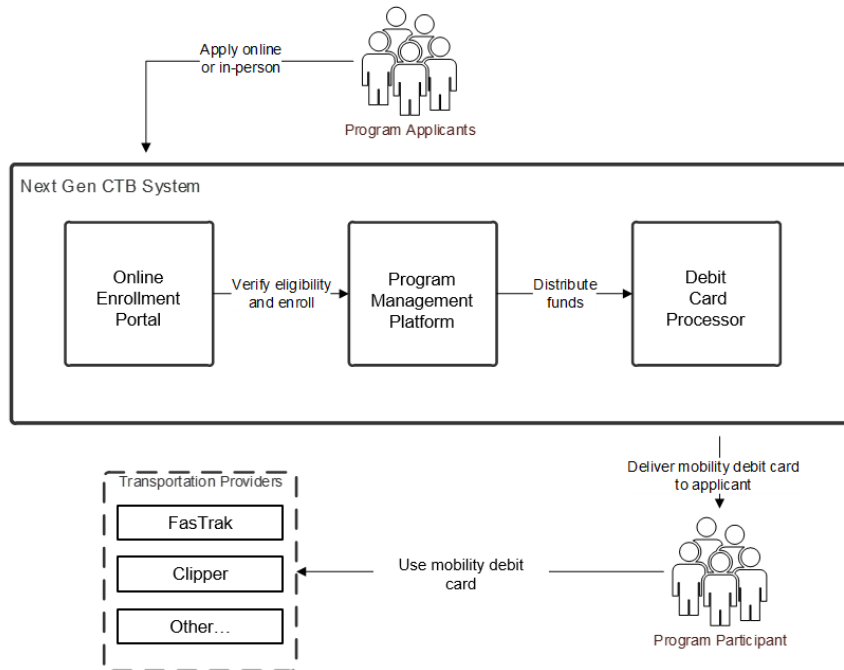 Apply online
or in-person
Program Applicants
Next Gen CTB System
Online
Enrollment
Portal
Verify eligibility
and enroll
Program
Management
Platform
Distribute
funds
Debit
Card
Processor
Deliver mobility debit card
to applicant
Transportation Providers
FasTrak
Clipper
Other…
Use mobility debit
card
Program Participant